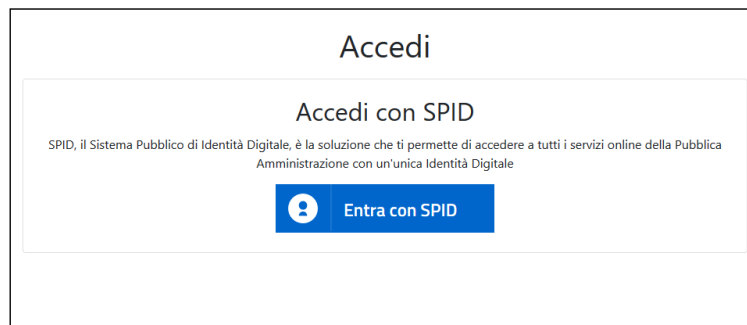 Accedi
Accedi con SPID
SPID, il Sistema Pubblico di Identità Digitale, è la soluzione che ti permette di accedere a tutti i servizi online della Pubblica
Amministrazione con un'unica Identità Digitale
Entra con SPID